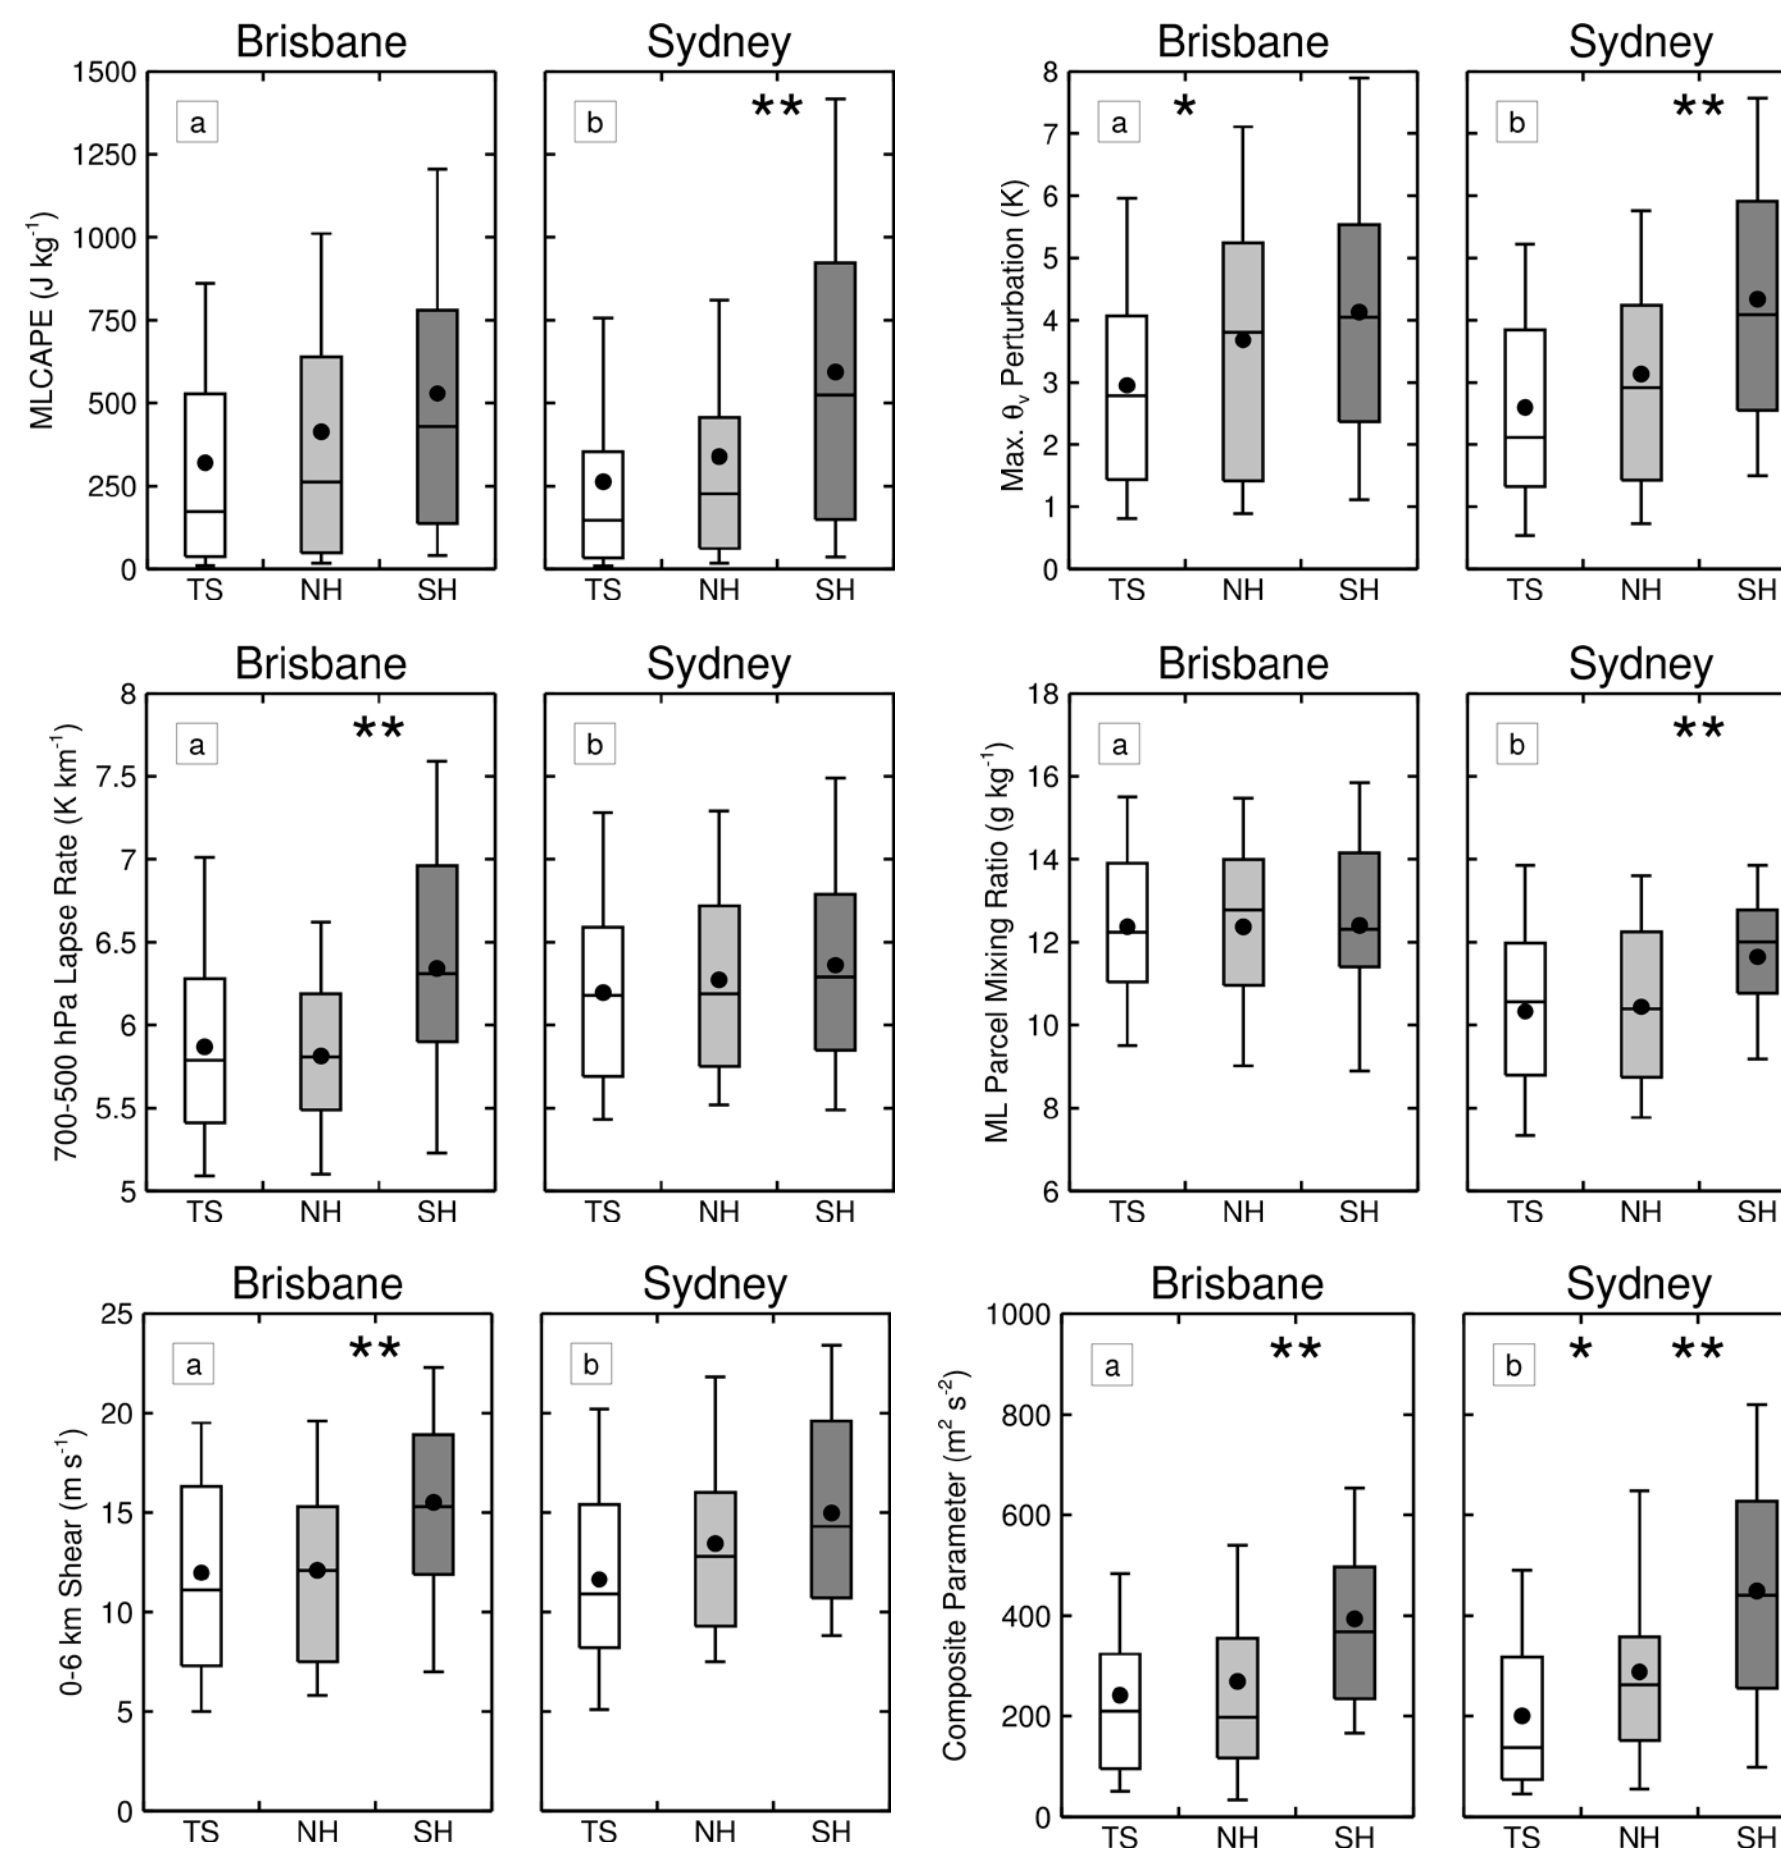 Brisbane Sydney Brisbane Sydney
MLCAPE (J kg-1)
1500
1250
1000
750
500
250
0
a
b **
TS NH SH TS NH SH
Max. θv Perturbation (K)
8
7
6
5
4
3
2
1
0
a *
b **
TS NH SH TS NH SH
Brisbane Sydney Brisbane Sydney
700-500 hPa Lapse Rate (K km-1)
8
7.5
7
6.5
6
5.5
5
a **
b
TS NH SH TS NH SH
ML Parcel Mixing Ratio (g kg-1)
18
16
14
12
10
8
6
a
b **
TS NH SH TS NH SH
Brisbane Sydney Brisbane Sydney
0-6 km Shear (m s-1)
25
20
15
10
5
0
a **
b
TS NH SH TS NH SH
Composite Parameter (m2 s-2)
1000
800
600
400
200
0
a **
b * **
TS NH SH TS NH SH